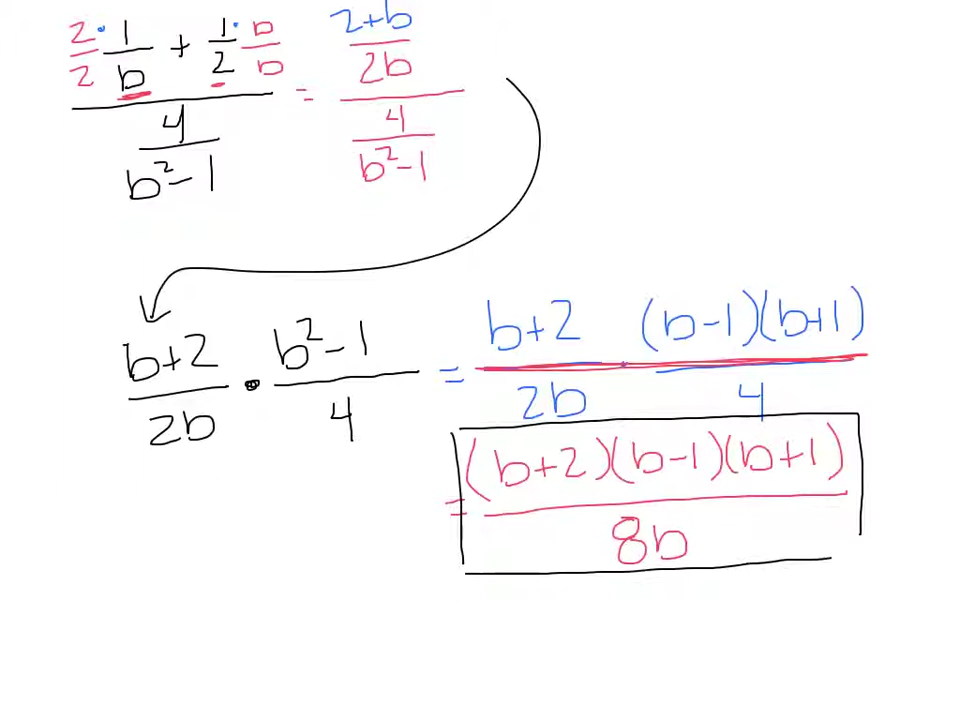 2/2 · 1/b + 1/2 · b/b = 2+b/2b
4/b²-1 4/b²-1
b+2/2b · b²-1/4 = b+2/2b · (b-1)(b+1)/4
= (b+2)(b-1)(b+1)/8b